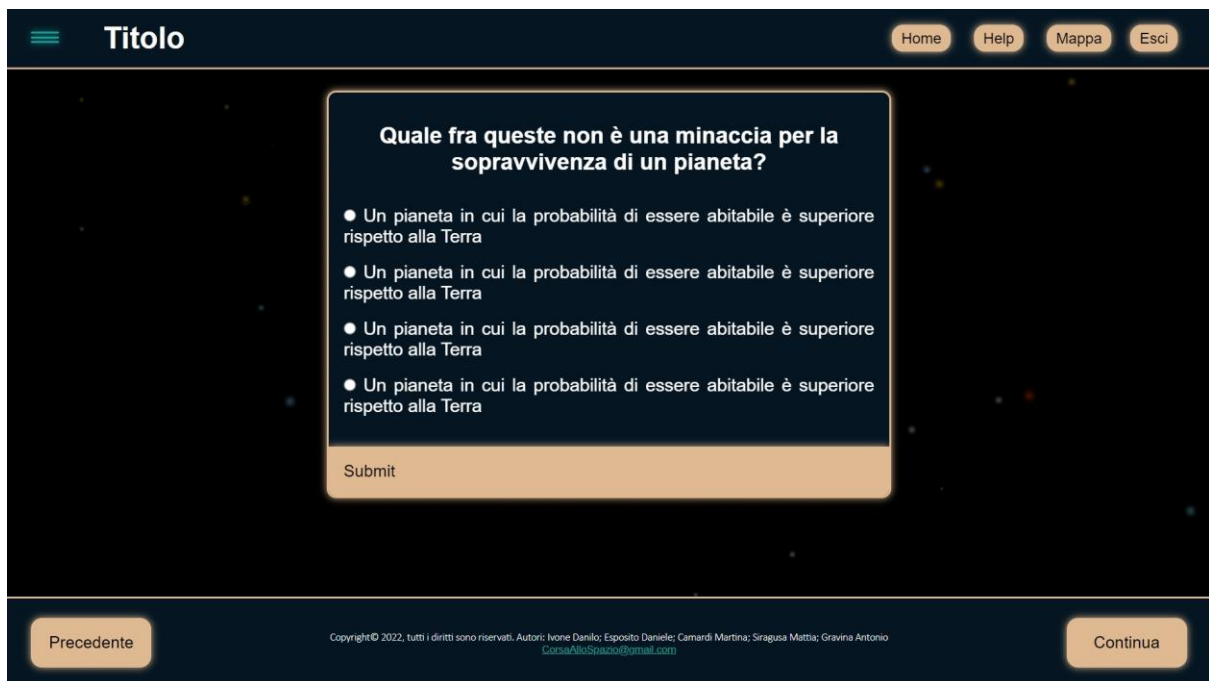 Titolo
Home
Help
Mappa
Esci
Quale fra queste non è una minaccia per la
sopravvivenza di un pianeta?
Un pianeta in cui la probabilità di essere abitabile è superiore
rispetto alla Terra
Un pianeta in cui la probabilità di essere abitabile è superiore
rispetto alla Terra
Un pianeta in cui la probabilità di essere abitabile è superiore
rispetto alla Terra
Un pianeta in cui la probabilità di essere abitabile è superiore
rispetto alla Terra
Submit
Precedente
Copyright© 2022, tutti i diritti sono riservati. Autori: Ivone Danilo; Esposito Daniele; Camardi Martina; Siragusa Mattia; Gravina Antonio
CorsaAlloSpazio@gmail.com
Continua